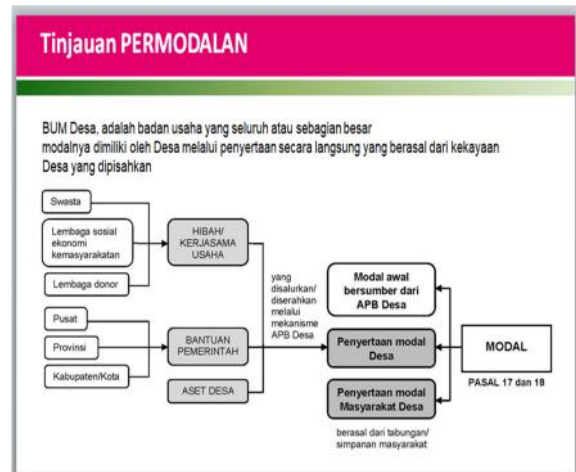 Tinjauan PERMODALAN
BUM Desa, adalah badan usaha yang seluruh atau sebagian besar
modalnya dimiliki oleh Desa melalui penyertaan secara langsung yang berasal dari kekayaan
Desa yang dipisahkan
Swasta
Lembaga sosial
ekonomi
kemasyarakatan
Lembaga donor
HIBAH/
KERJASAMA
USAHA
Pusat
Provinsi
Kabupaten/Kota
BANTUAN
PEMERINTAH
ASET DESA
yang
disalurkan/
diserahkan
melalui
mekanisme
APB Desa
Modal awal
bersumber dari
APB Desa
Penyertaan modal
Desa
Penyertaan modal
Masyarakat Desa
berasal dari tabungan/
simpanan masyarakat
MODAL
PASAL 17 dan 18